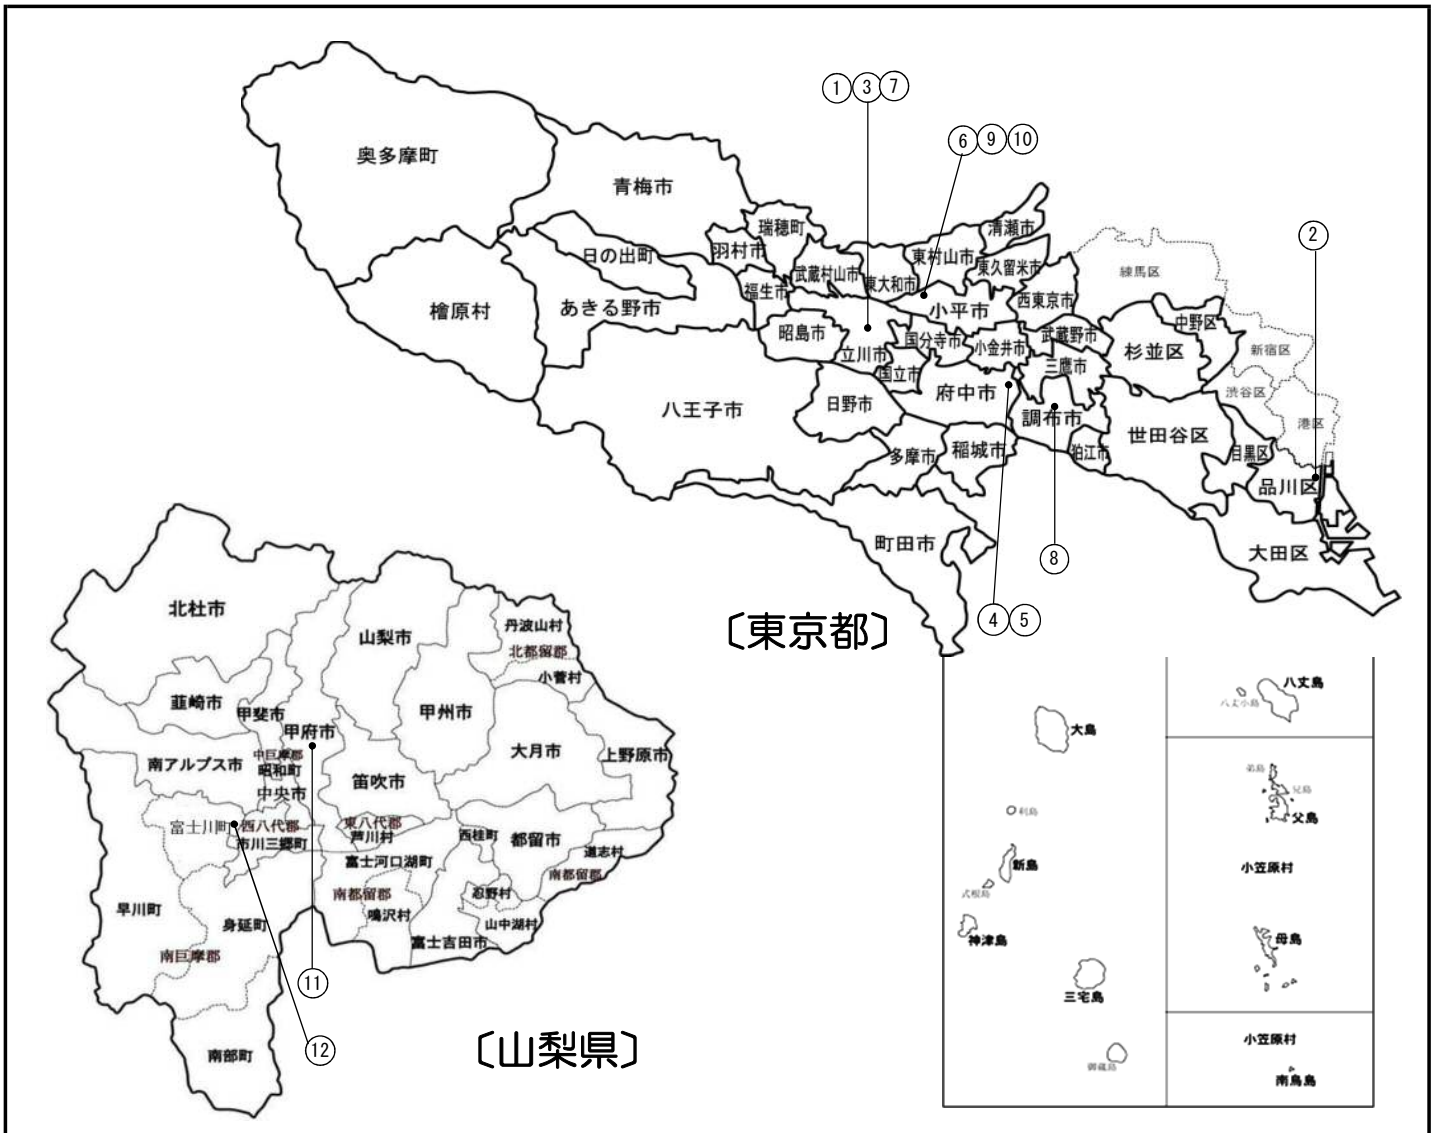 ① ③ ⑦
⑥ ⑨ ⑩
②
奥多摩町
青梅市
瑞穂町
清瀬市
羽村市
東村山市
日の出町
武蔵村山市
東大和市
東久留米市
練馬区
福生市
西東京市
檜原村
あきる野市
小平市
中野区
昭島市
立川市
国分寺市
小金井市
武蔵野市
杉並区
新宿区
国立市
三鷹市
渋谷区
八王子市
日野市
府中市
調布市
世田谷区
港区
多摩市
稲城市
狛江市
目黒区
品川区
町田市
大田区
⑧
④ ⑤
〔東京都〕
北杜市
山梨市
丹波山村
北都留郡
小菅村
韮崎市
甲斐市
甲府市
甲州市
大月市
上野原市
南アルプス市
中巨摩郡
昭和町
笛吹市
中央市
富士川町
西八代郡
市川三郷町
東八代郡
芦川村
西桂町
都留市
道志村
富士河口湖町
南都留郡
南都留郡
忍野村
鳴沢村
山中湖村
早川町
身延町
富士吉田市
南巨摩郡
⑪
⑫
南部町
〔山梨県〕
大島
利島
新島
式根島
神津島
三宅島
御蔵島
八丈島
八丈小島
弟島
兄島
父島
小笠原村
母島
小笠原村
南鳥島